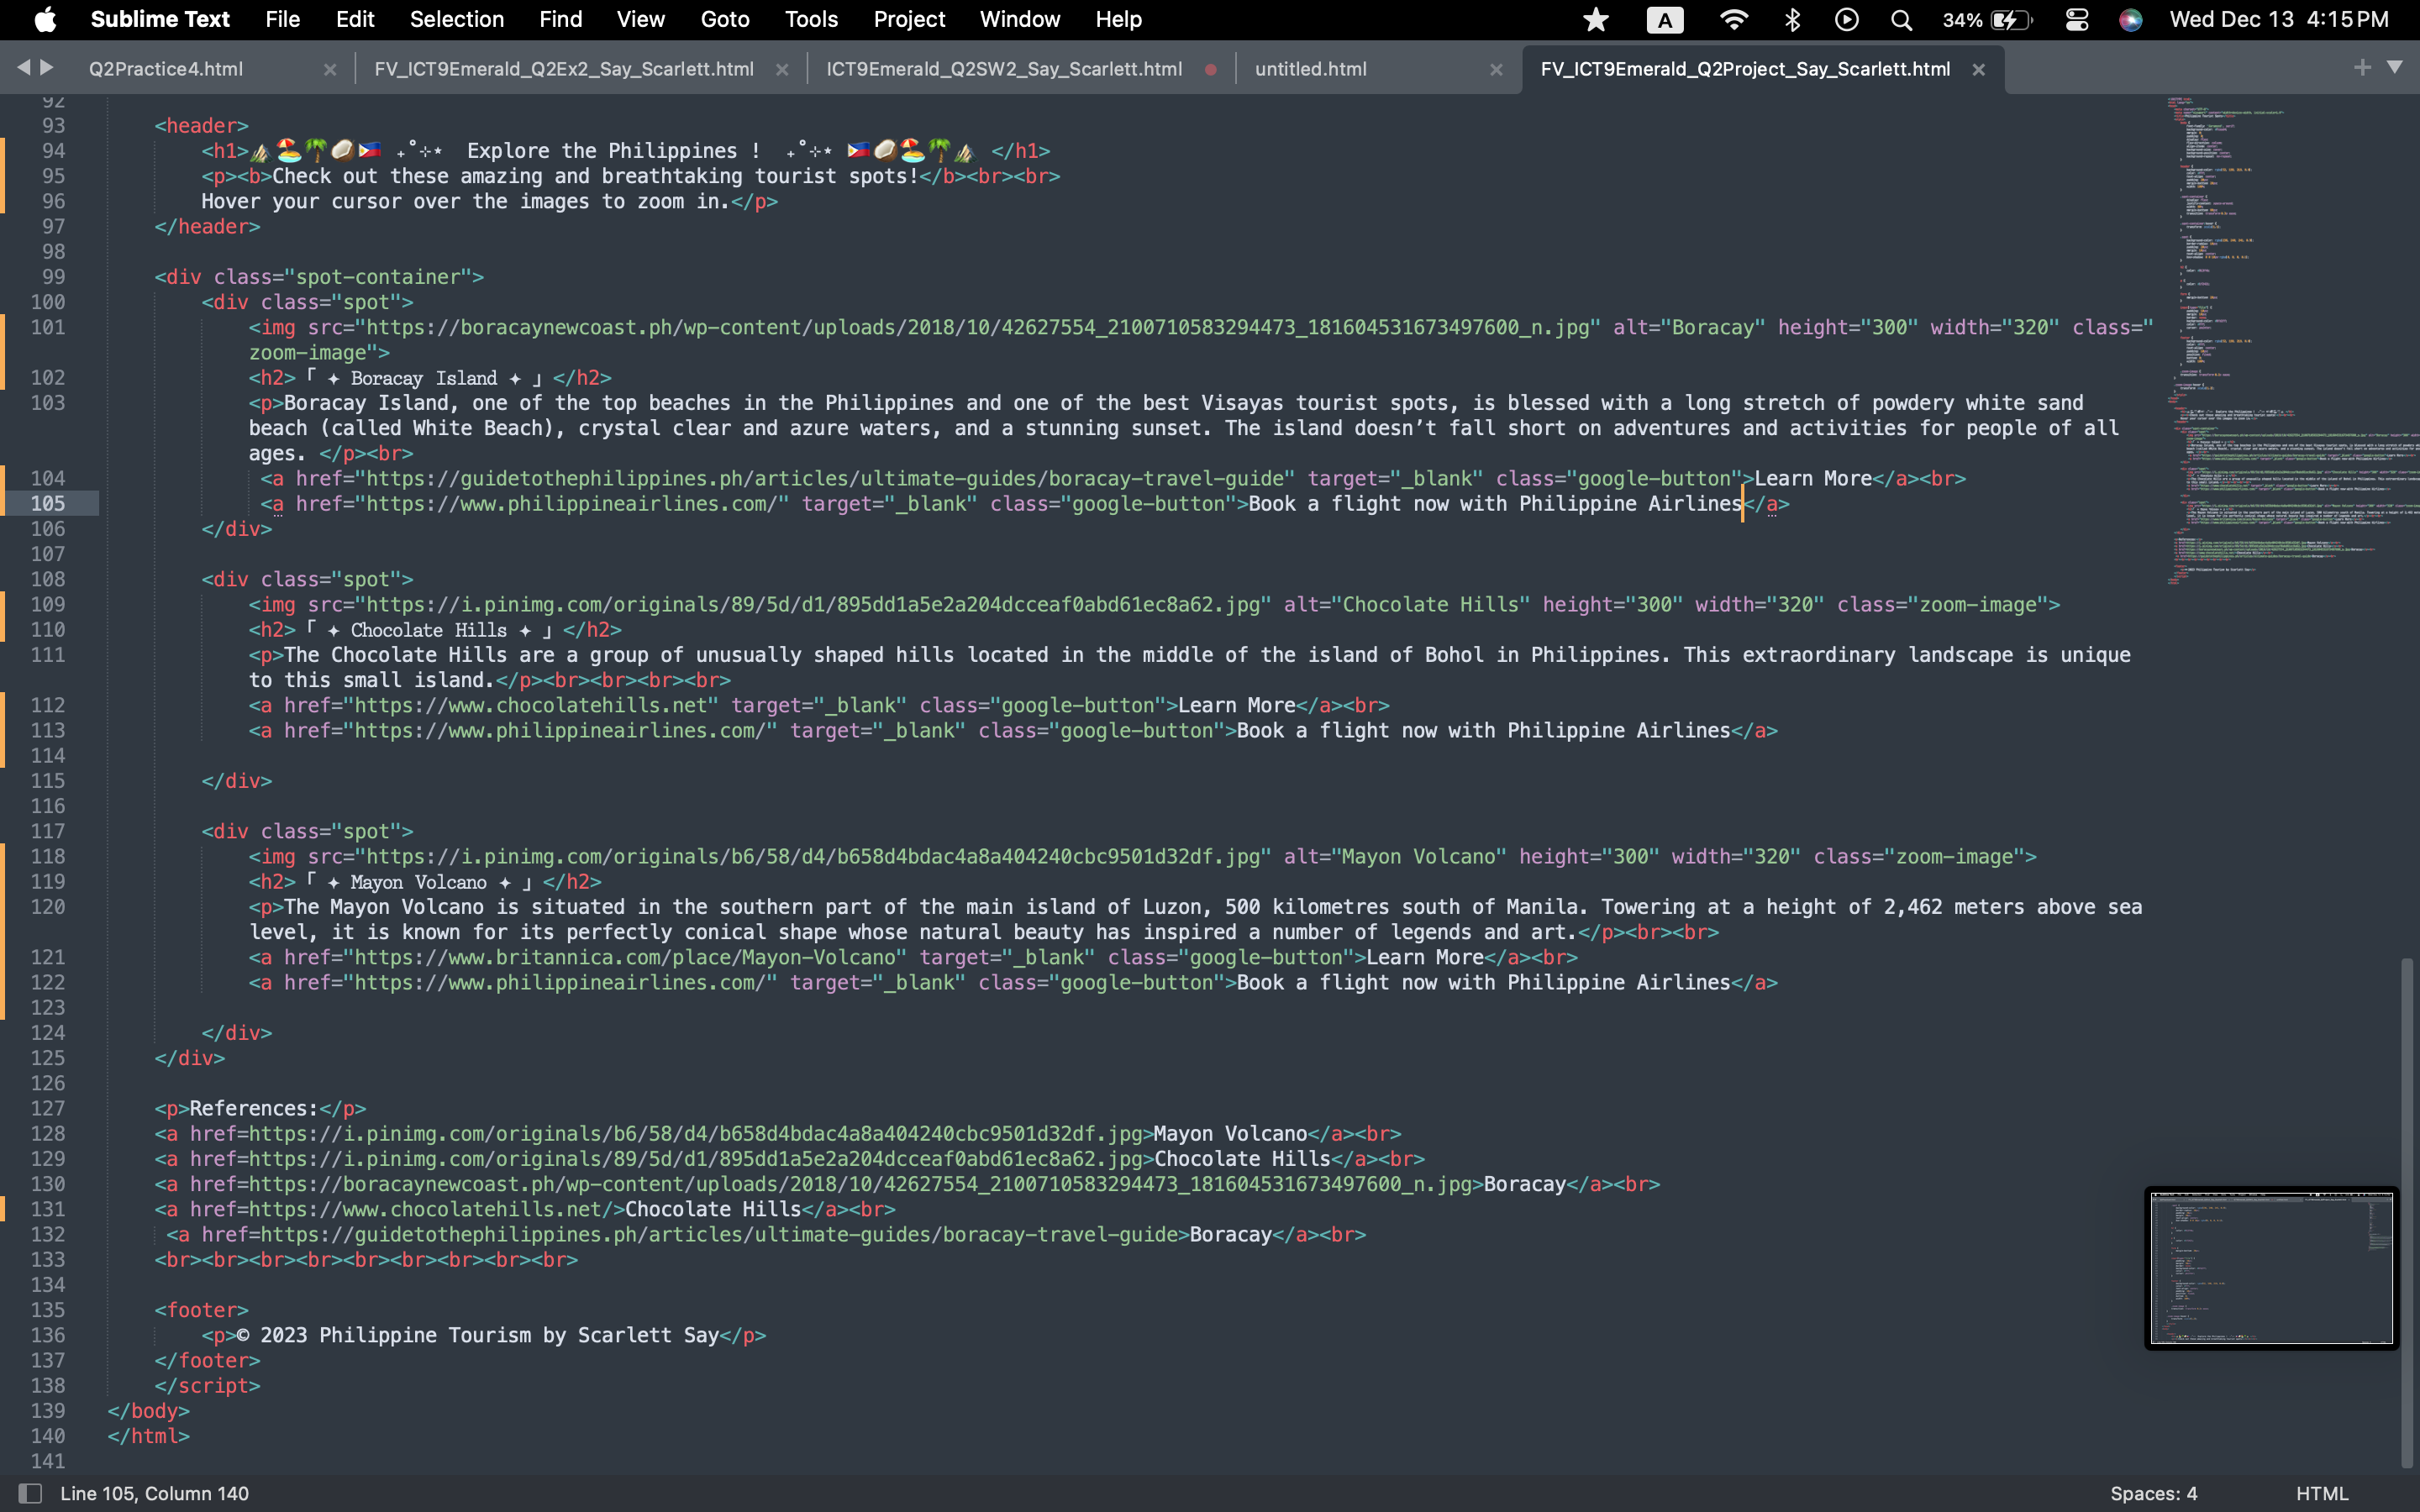 Sublime Text File Edit Selection Find View Goto Tools Project Window Help A 34% Wed Dec 13 4:15 PM
Q2Practice4.html FV_ICT9Emerald_Q2Ex2_Say_Scarlett.html ICT9Emerald_Q2SW2_Say_Scarlett.html untitled.html FV_ICT9Emerald_Q2Project_Say_Scarlett.html
92
93 <header>
94 <h1>⛰️🏖️🌴🥥🇵🇭 ₊˚⊹⋆ Explore the Philippines ! ₊˚⊹⋆ 🇵🇭🥥🏖️🌴⛰️ </h1>
95 <p><b>Check out these amazing and breathtaking tourist spots!</b><br><br>
96 Hover your cursor over the images to zoom in.</p>
97 </header>
98
99 <div class="spot-container">
100 <div class="spot">
101 <img src="https://boracaynewcoast.ph/wp-content/uploads/2018/10/42627554_2100710583294473_181604531673497600_n.jpg" alt="Boracay" height="300" width="320" class="
zoom-image">
102 <h2>「 ✦ Boracay Island ✦ 」</h2>
103 <p>Boracay Island, one of the top beaches in the Philippines and one of the best Visayas tourist spots, is blessed with a long stretch of powdery white sand
beach (called White Beach), crystal clear and azure waters, and a stunning sunset. The island doesn’t fall short on adventures and activities for people of all
ages. </p><br>
104 <a href="https://guidetothephilippines.ph/articles/ultimate-guides/boracay-travel-guide" target="_blank" class="google-button">Learn More</a><br>
105 <a href="https://www.philippineairlines.com/" target="_blank" class="google-button">Book a flight now with Philippine Airlines</a>
106 </div>
107
108 <div class="spot">
109 <img src="https://i.pinimg.com/originals/89/5d/d1/895dd1a5e2a204dcceaf0abd61ec8a62.jpg" alt="Chocolate Hills" height="300" width="320" class="zoom-image">
110 <h2>「 ✦ Chocolate Hills ✦ 」</h2>
111 <p>The Chocolate Hills are a group of unusually shaped hills located in the middle of the island of Bohol in Philippines. This extraordinary landscape is unique
to this small island.</p><br><br><br><br>
112 <a href="https://www.chocolatehills.net" target="_blank" class="google-button">Learn More</a><br>
113 <a href="https://www.philippineairlines.com/" target="_blank" class="google-button">Book a flight now with Philippine Airlines</a>
114
115 </div>
116
117 <div class="spot">
118 <img src="https://i.pinimg.com/originals/b6/58/d4/b658d4bdac4a8a404240cbc9501d32df.jpg" alt="Mayon Volcano" height="300" width="320" class="zoom-image">
119 <h2>「 ✦ Mayon Volcano ✦ 」</h2>
120 <p>The Mayon Volcano is situated in the southern part of the main island of Luzon, 500 kilometres south of Manila. Towering at a height of 2,462 meters above sea
level, it is known for its perfectly conical shape whose natural beauty has inspired a number of legends and art.</p><br><br>
121 <a href="https://www.britannica.com/place/Mayon-Volcano" target="_blank" class="google-button">Learn More</a><br>
122 <a href="https://www.philippineairlines.com/" target="_blank" class="google-button">Book a flight now with Philippine Airlines</a>
123
124 </div>
125 </div>
126
127 <p>References:</p>
128 <a href=https://i.pinimg.com/originals/b6/58/d4/b658d4bdac4a8a404240cbc9501d32df.jpg>Mayon Volcano</a><br>
129 <a href=https://i.pinimg.com/originals/89/5d/d1/895dd1a5e2a204dcceaf0abd61ec8a62.jpg>Chocolate Hills</a><br>
130 <a href=https://boracaynewcoast.ph/wp-content/uploads/2018/10/42627554_2100710583294473_181604531673497600_n.jpg>Boracay</a><br>
131 <a href=https://www.chocolatehills.net/>Chocolate Hills</a><br>
132 <a href=https://guidetothephilippines.ph/articles/ultimate-guides/boracay-travel-guide>Boracay</a><br>
133 <br><br><br><br><br><br><br><br><br>
134
135 <footer>
136 <p>© 2023 Philippine Tourism by Scarlett Say</p>
137 </footer>
138 </script>
139 </body>
140 </html>
141
Line 105, Column 140 Spaces: 4 HTML